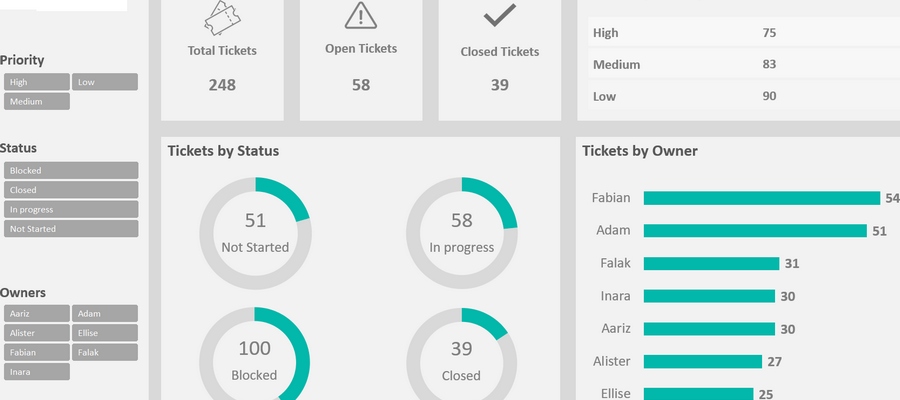 Priority
High Low
Medium
Status
Blocked
Closed
In progress
Not Started
Owners
Aariz Adam
Alister Ellise
Fabian Falak
Inara
Total Tickets
248
Open Tickets
58
Closed Tickets
39
High 75
Medium 83
Low 90
Tickets by Status
51
Not Started
58
In progress
100
Blocked
39
Closed
Tickets by Owner
Fabian 54
Adam 51
Falak 31
Inara 30
Aariz 30
Alister 27
Ellise 25